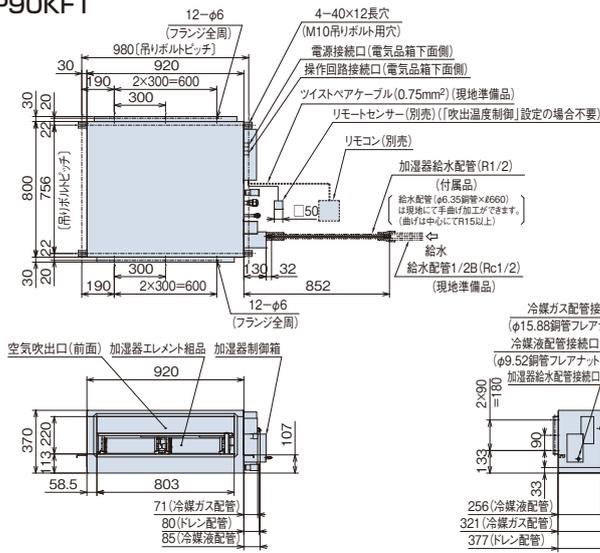 P90KFT
12-φ6
(フランジ全周)
980〔吊りボルトピッチ〕
30
920
190
2×300=600
300
4-40×12長穴
(M10吊りボルト用穴)
電源接続口(電気品箱下面側)
操作回路接続口(電気品箱下面側)
ツイストペアケーブル(0.75mm²)(現地準備品)
リモートセンサー(別売)(「吹出温度制御」設定の場合不要)
リモコン(別売)
加湿器給水配管(R1/2)
(付属品)
給水配管(φ6.35銅管×ℓ660)
は現地にて手曲げ加工ができます。
(曲げは中心にてR15以上)
給水
給水配管1/2B(Rc1/2)
(現地準備品)
30
20
22
800
756
〔吊りボルトピッチ〕
22
30
20
□50
130
32
852
300
190
2×300=600
12-φ6
(フランジ全周)
空気吹出口(前面)
加湿器エレメント組品
加湿器制御箱
920
370
220
113
107
58.5
803
71(冷媒ガス配管)
80(ドレン配管)
85(冷媒液配管)
冷媒ガス配管接
(φ15.88銅管フレア
冷媒液配管接続口
(φ9.52銅管フレアナット
加湿器給水配管接続口
2×90
=180
90
133
33
256(冷媒液配管)
321(冷媒ガス配管)
377(ドレン配管)